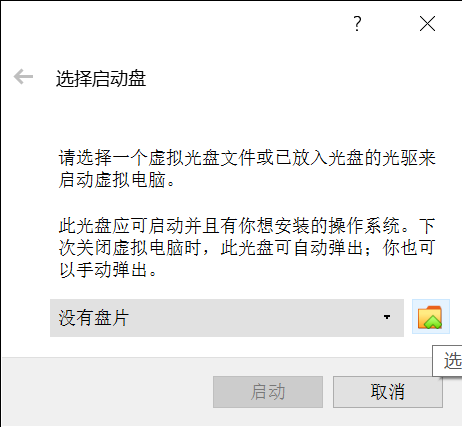 ?
选择启动盘
请选择一个虚拟光盘文件或已放入光盘的光驱来
启动虚拟电脑。
此光盘应可启动并且有你想安装的操作系统。下
次关闭虚拟电脑时，此光盘可自动弹出；你也可
以手动弹出。
没有盘片
选
启动 取消